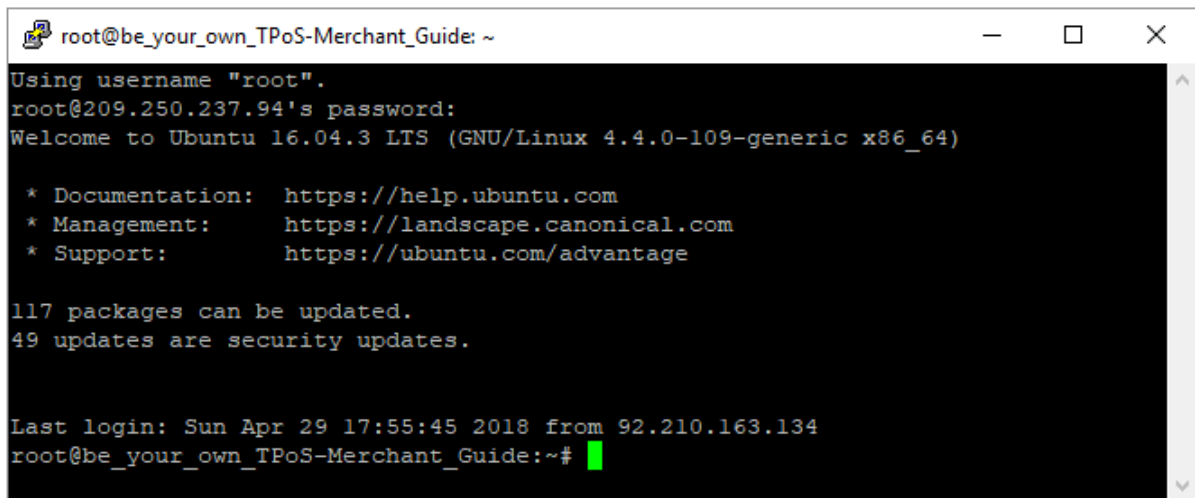 root@be_your_own_TPoS-Merchant_Guide: ~
Using username "root".
root@209.250.237.94's password:
Welcome to Ubuntu 16.04.3 LTS (GNU/Linux 4.4.0-109-generic x86_64)
* Documentation:  https://help.ubuntu.com
* Management:     https://landscape.canonical.com
* Support:        https://ubuntu.com/advantage
117 packages can be updated.
49 updates are security updates.
Last login: Sun Apr 29 17:55:45 2018 from 92.210.163.134
root@be_your_own_TPoS-Merchant_Guide:~#